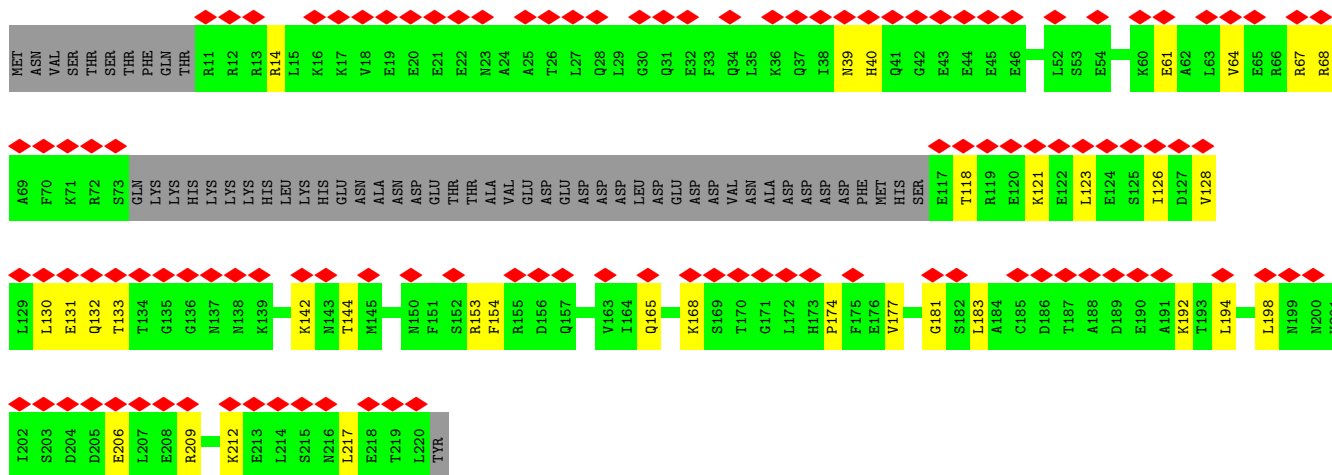 MET ASN VAL SER THR SER THR PHE GLN THR R11 R12 R13 R14 L15 K16 K17 V18 E19 E20 E21 E22 N23 A24 A25 T26 L27 Q28 L29 G30 Q31 E32 F33 Q34 L35 K36 Q37 I38 N39 H40 Q41 G42 E43 E44 E45 E46 L52 S53 E54 K60 E61 A62 L63 V64 E65 R66 R67 R68
A69 F70 K71 R72 S73 GLN LYS LYS HIS LYS LYS LYS HIS LEU LYS HIS GLU ASN ALA ASN ASP GLU THR THR ALA VAL GLU ASP GLU ASP ASP ASP LEU ASP GLU ASP ASP VAL ASN ALA ASP ASP ASP ASP PHE MET HIS SER E117 T118 R119 E120 K121 E122 L123 E124 S125 I126 D127 V128
L129 L130 E131 Q132 T133 T134 G135 G136 N137 N138 K139 K142 N143 T144 M145 N150 F151 S152 R153 F154 R155 D156 Q157 V163 I164 Q165 K168 S169 T170 G171 L172 H173 P174 F175 E176 V177 G181 S182 L183 A184 C185 D186 T187 A188 D189 E190 A191 K192 T193 L194 L198 N199 N200
I202 S203 D204 D205 E206 L207 E208 R209 K212 E213 L214 S215 N216 L217 E218 T219 L220 TYR